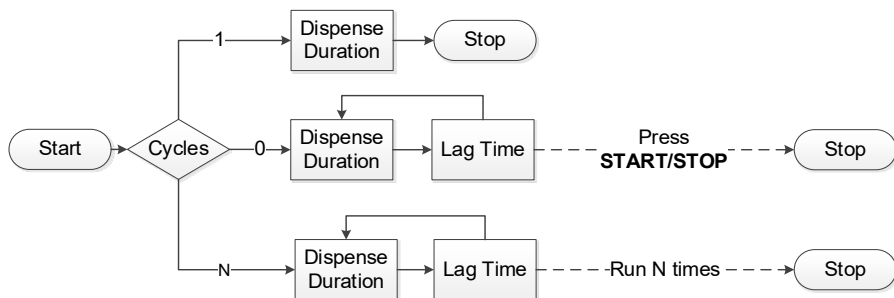 1
Dispense
Duration
Stop
Start
Cycles
0
Dispense
Duration
Lag Time
Press
START/STOP
Stop
N
Dispense
Duration
Lag Time
Run N times
Stop